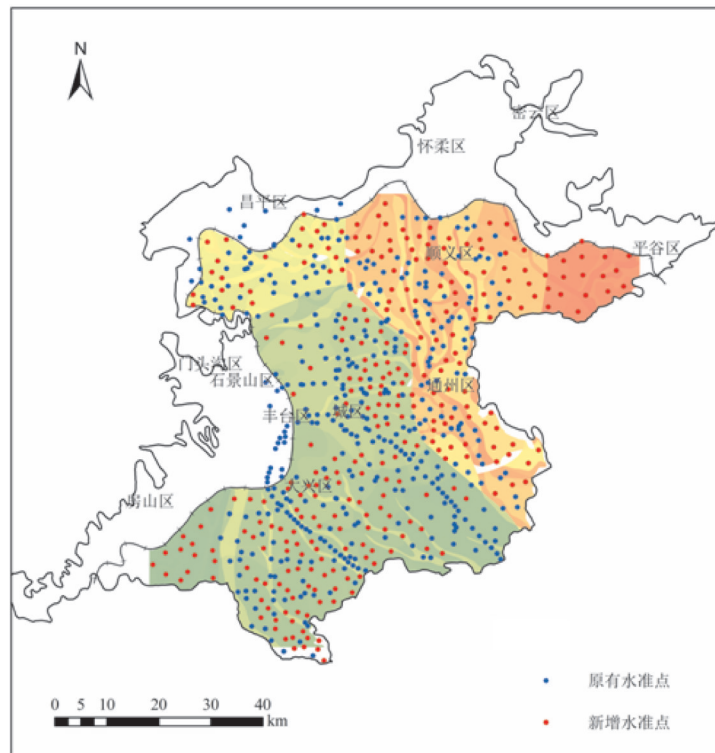 N
密云区
怀柔区
昌平区
顺义区
平谷区
门头沟区
石景山区
通州区
丰台区
城区
大兴区
房山区
原有水准点
0 5 10 20 30 40
km
新增水准点